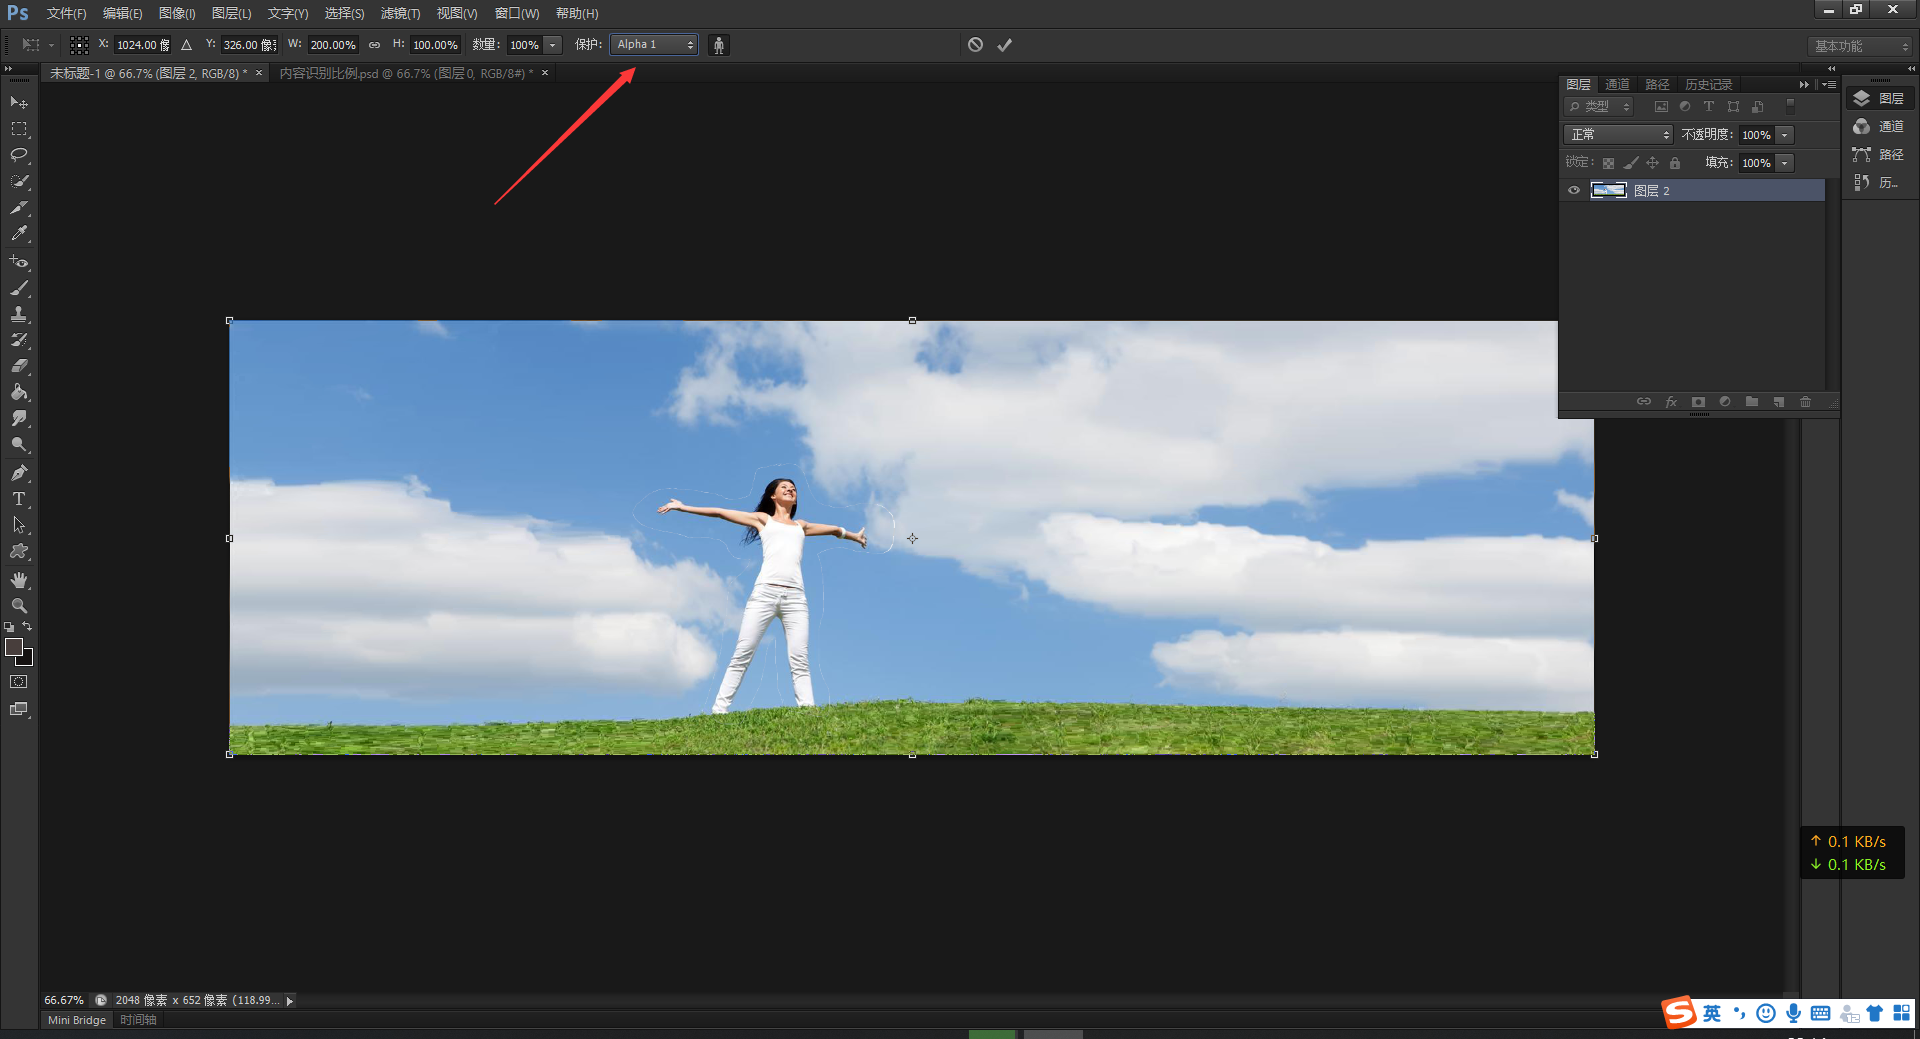 Ps 文件(F) 编辑(E) 图像(I) 图层(L) 文字(Y) 选择(S) 滤镜(T) 视图(V) 窗口(W) 帮助(H)
X: 1024.00 像 Y: 326.00 像 W: 200.00% H: 100.00% 数量: 100% 保护: Alpha 1 基本功能
未标题-1 @ 66.7% (图层 2, RGB/8) * × 内容识别比例.psd @ 66.7% (图层 0, RGB/8#) * ×
图层 通道 路径 历史记录
类型
正常 不透明度: 100%
锁定: 填充: 100%
图层 2
fx
图层
通道
路径
历...
T
↑ 0.1 KB/s
↓ 0.1 KB/s
66.67% 2048 像素 x 652 像素 (118.99...
Mini Bridge 时间轴
S 英